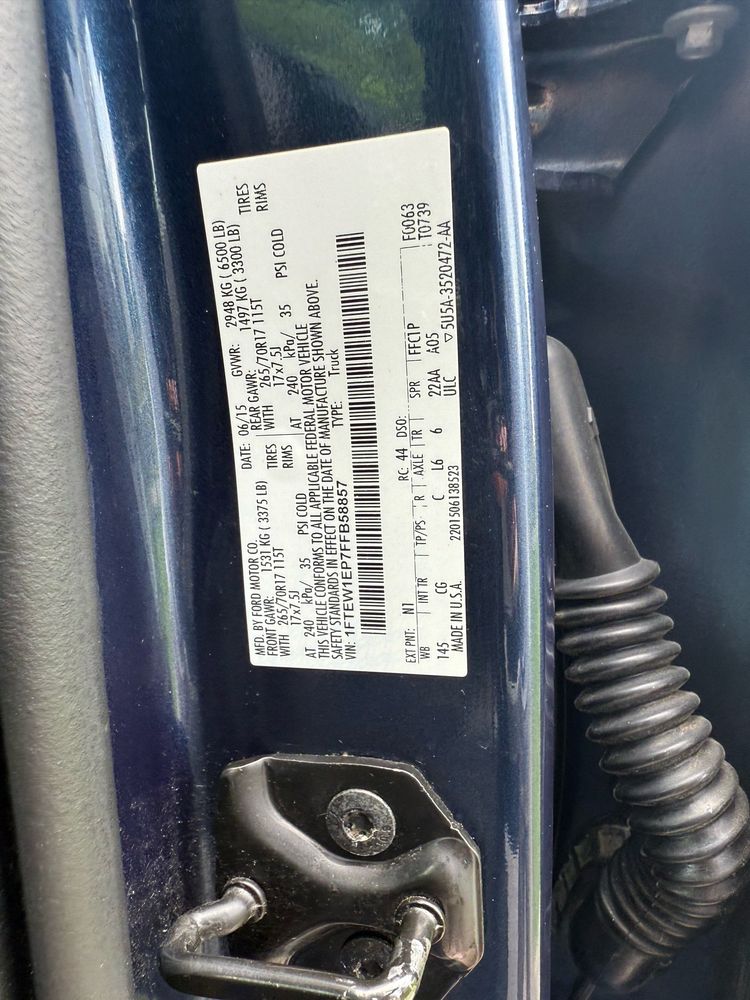 MFD. BY FORD MOTOR CO. DATE: 06/15 GVWR: 2948 KG ( 6500 LB)
FRONT GAWR: 1531 KG ( 3375 LB) REAR GAWR: 1497 KG ( 3300 LB)
WITH 265/70R17 115T TIRES WITH 265/70R17 115T TIRES
17x7.5J RIMS 17x7.5J RIMS
AT 240 kPa/ 35 PSI COLD AT 240 kPa/ 35 PSI COLD
THIS VEHICLE CONFORMS TO ALL APPLICABLE FEDERAL MOTOR VEHICLE
SAFETY STANDARDS IN EFFECT ON THE DATE OF MANUFACTURE SHOWN ABOVE.
VIN: 1FTEW1EP7FFB58857 TYPE: Truck
EXT PNT: N1 RC: 44 DSO: F0063
WB INT TR TP/PS R AXLE TR SPR FFC1P T0739
145 CG C L6 6 22AA A05
MADE IN U.S.A. 2201506138523 ULC ▽5U5A-3520472-AA